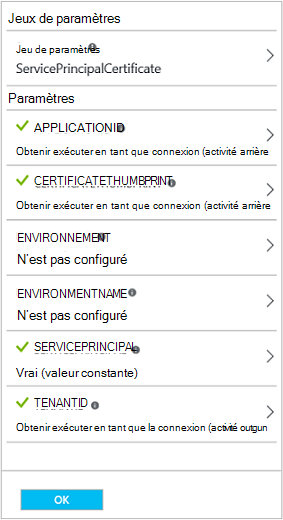 Jeux de paramètres
Jeu de paramètres
ServicePrincipalCertificate
Paramètres
APPLICATIONID
Obtenir exécuter en tant que connexion (activité arrière
CERTIFICATETHUMBPRINT
Obtenir exécuter en tant que connexion (activité arrière
ENVIRONNEMENT
N'est pas configuré
ENVIRONMENTNAME
N'est pas configuré
SERVICEPRINCIPAL
Vrai (valeur constante)
TENANTID
Obtenir exécuter en tant que la connexion (activité outgun
OK